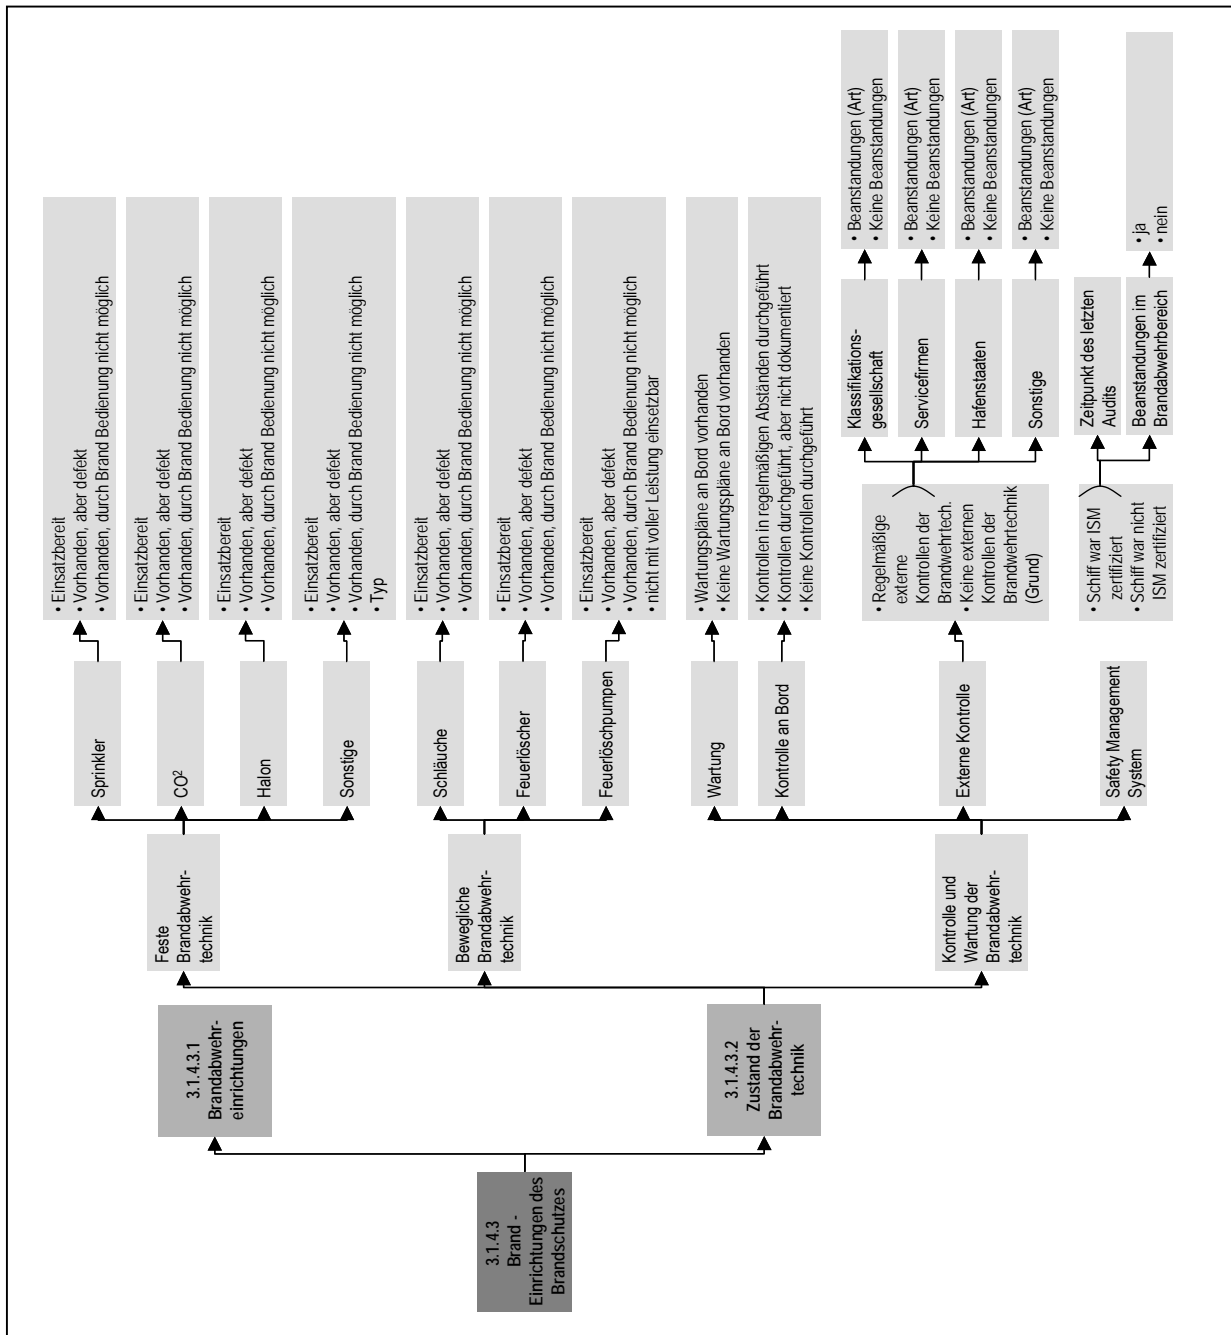 3.1.4.3
Brand -
Einrichtungen des
Brandschutzes
3.1.4.3.1
Brandabwehr-
einrichtungen
3.1.4.3.2
Zustand der
Brandabwehr-
technik
Feste
Brandabwehr-
technik
Sprinkler
• Einsatzbereit
• Vorhanden, aber defekt
• Vorhanden, durch Brand Bedienung nicht möglich
CO²
• Einsatzbereit
• Vorhanden, aber defekt
• Vorhanden, durch Brand Bedienung nicht möglich
Halon
• Einsatzbereit
• Vorhanden, aber defekt
• Vorhanden, durch Brand Bedienung nicht möglich
Sonstige
• Einsatzbereit
• Vorhanden, aber defekt
• Vorhanden, durch Brand Bedienung nicht möglich
• Typ
Bewegliche
Brandabwehr-
technik
Schläuche
• Einsatzbereit
• Vorhanden, aber defekt
• Vorhanden, durch Brand Bedienung nicht möglich
Feuerlöscher
• Einsatzbereit
• Vorhanden, aber defekt
• Vorhanden, durch Brand Bedienung nicht möglich
Feuerlöschpumpen
• Einsatzbereit
• Vorhanden, aber defekt
• Vorhanden, durch Brand Bedienung nicht möglich
• nicht mit voller Leistung einsetzbar
Kontrolle und
Wartung der
Brandabwehr-
technik
Wartung
• Wartungspläne an Bord vorhanden
• Keine Wartungspläne an Bord vorhanden
Kontrolle an Bord
• Kontrollen in regelmäßigen Abständen durchgeführt
• Kontrollen durchgeführt, aber nicht dokumentiert
• Keine Kontrollen durchgeführt
Externe Kontrolle
• Regelmäßige
externe
Kontrollen der
Brandwehrtech.
• Keine externen
Kontrollen der
Brandwehrtechnik
(Grund)
Klassifikations-
gesellschaft
• Beanstandungen (Art)
• Keine Beanstandungen
Servicefirmen
• Beanstandungen (Art)
• Keine Beanstandungen
Hafenstaaten
• Beanstandungen (Art)
• Keine Beanstandungen
Sonstige
• Beanstandungen (Art)
• Keine Beanstandungen
Safety Management
System
• Schiff war ISM
zertifiziert
• Schiff war nicht
ISM zertifiziert
Zeitpunkt des letzten
Audits
Beanstandungen im
Brandabwehrbereich
• ja
• nein